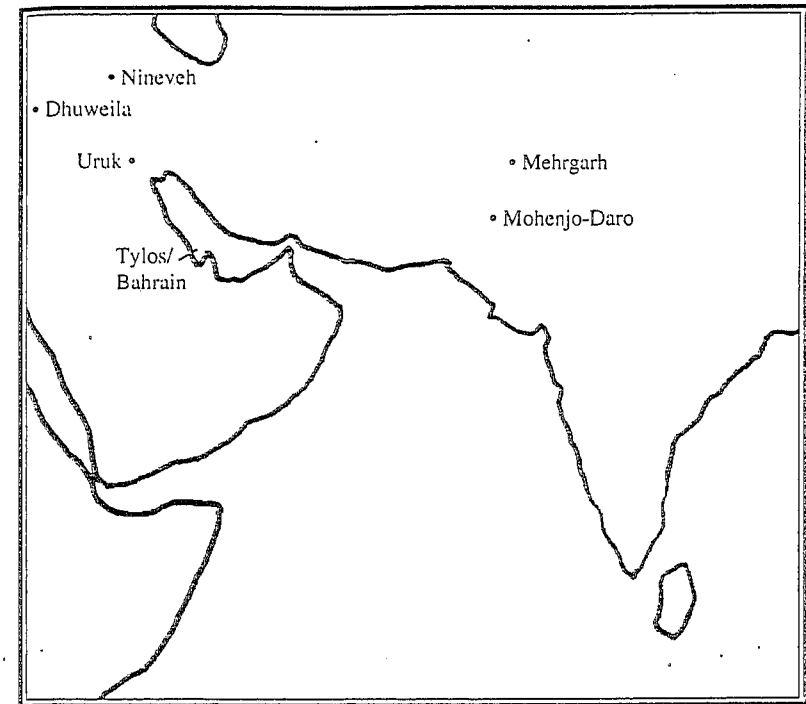 Nineveh
Dhuweila
Uruk
Mehrgarh
Mohenjo-Daro
Tylos/
Bahrain